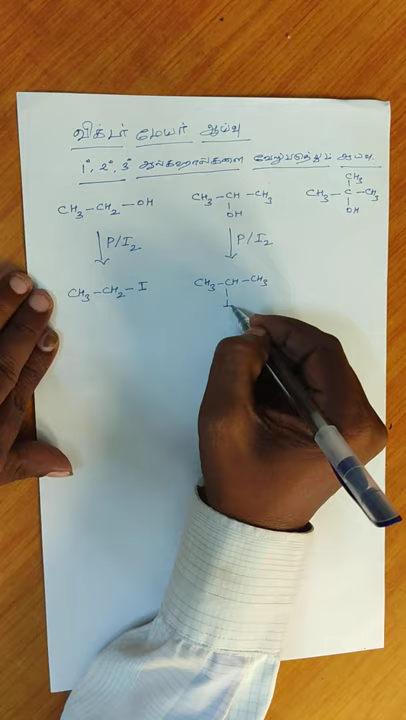 விக்டர் மேயர் ஆய்வு
1°, 2°, 3° ஆல்கஹால்களை வேறுபடுத்தும் ஆய்வு.
CH₃ – CH₂ – OH
CH₃ – CH – CH₃
OH
CH₃
CH₃ – C – CH₃
OH
P/I₂
P/I₂
CH₃ – CH₂ – I
CH₃ – CH – CH₃
I